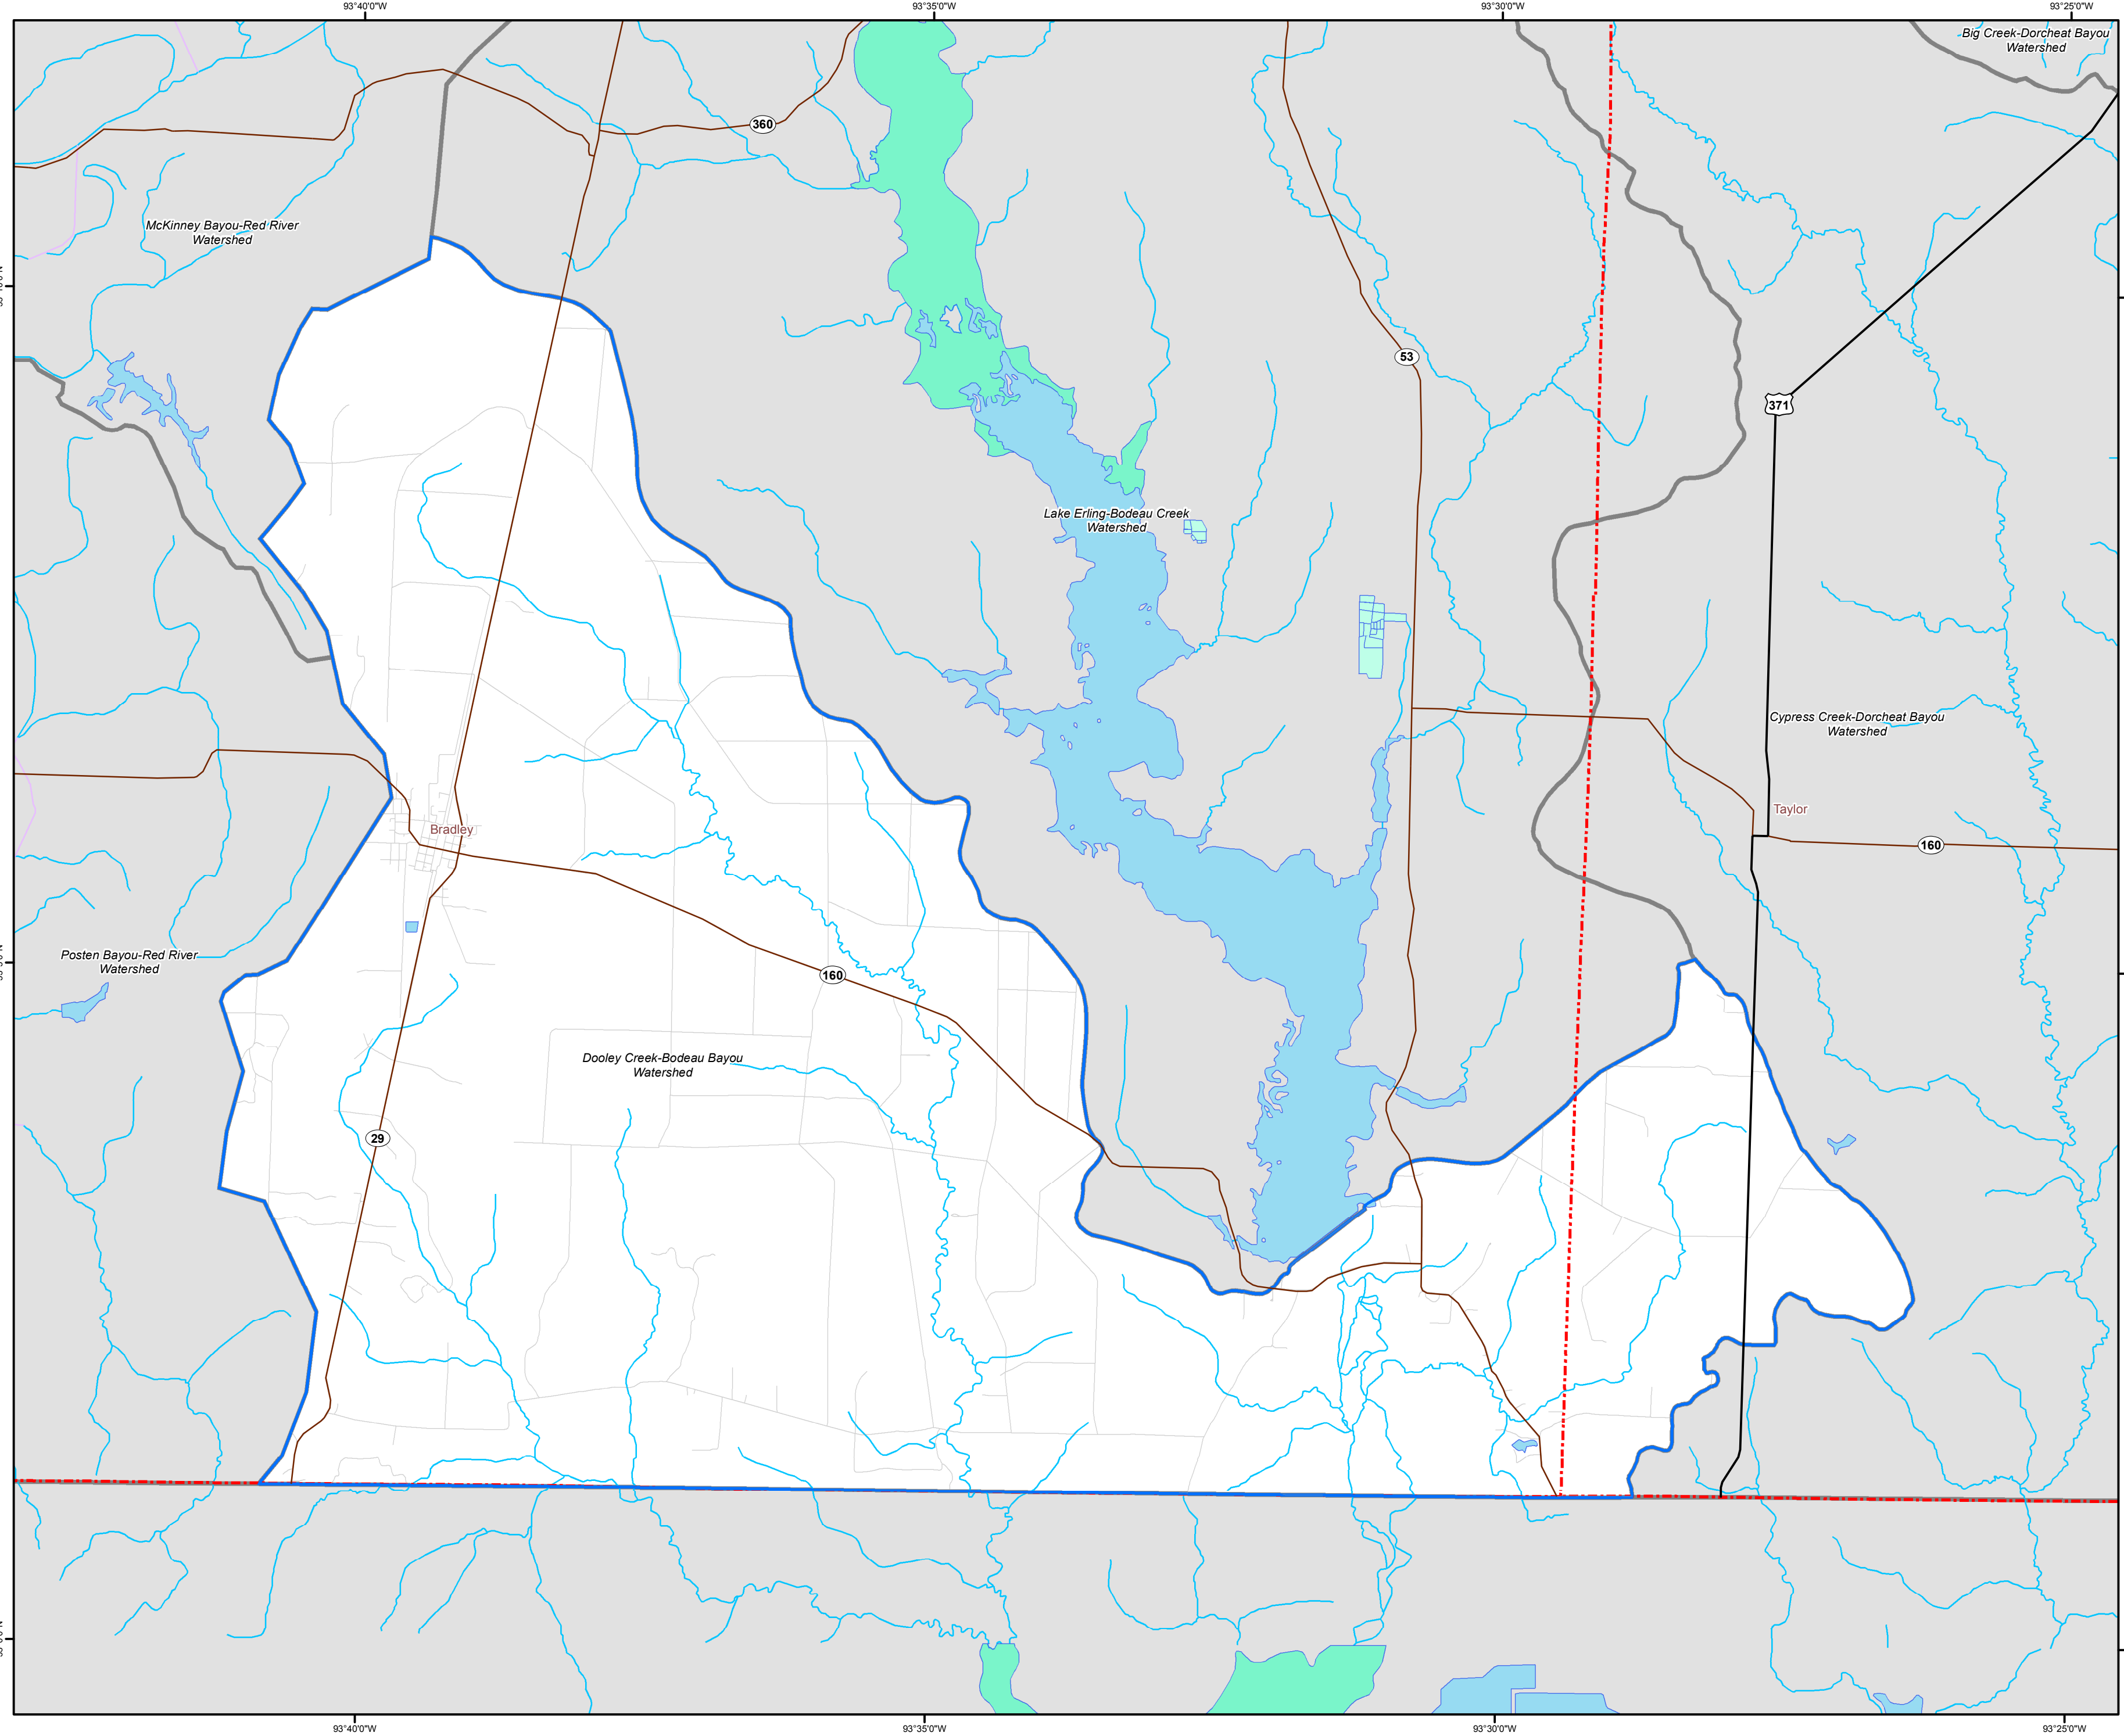 93°40'0"W
93°35'0"W
93°30'0"W
93°25'0"W
Big Creek-Dorcheat Bayou
Watershed
360
McKinney Bayou-Red River
Watershed
53
371
Lake Erling-Bodeau Creek
Watershed
Cypress Creek-Dorcheat Bayou
Watershed
Taylor
Bradley
160
Posten Bayou-Red River
Watershed
160
Dooley Creek-Bodeau Bayou
Watershed
29
93°40'0"W
93°35'0"W
93°30'0"W
93°25'0"W